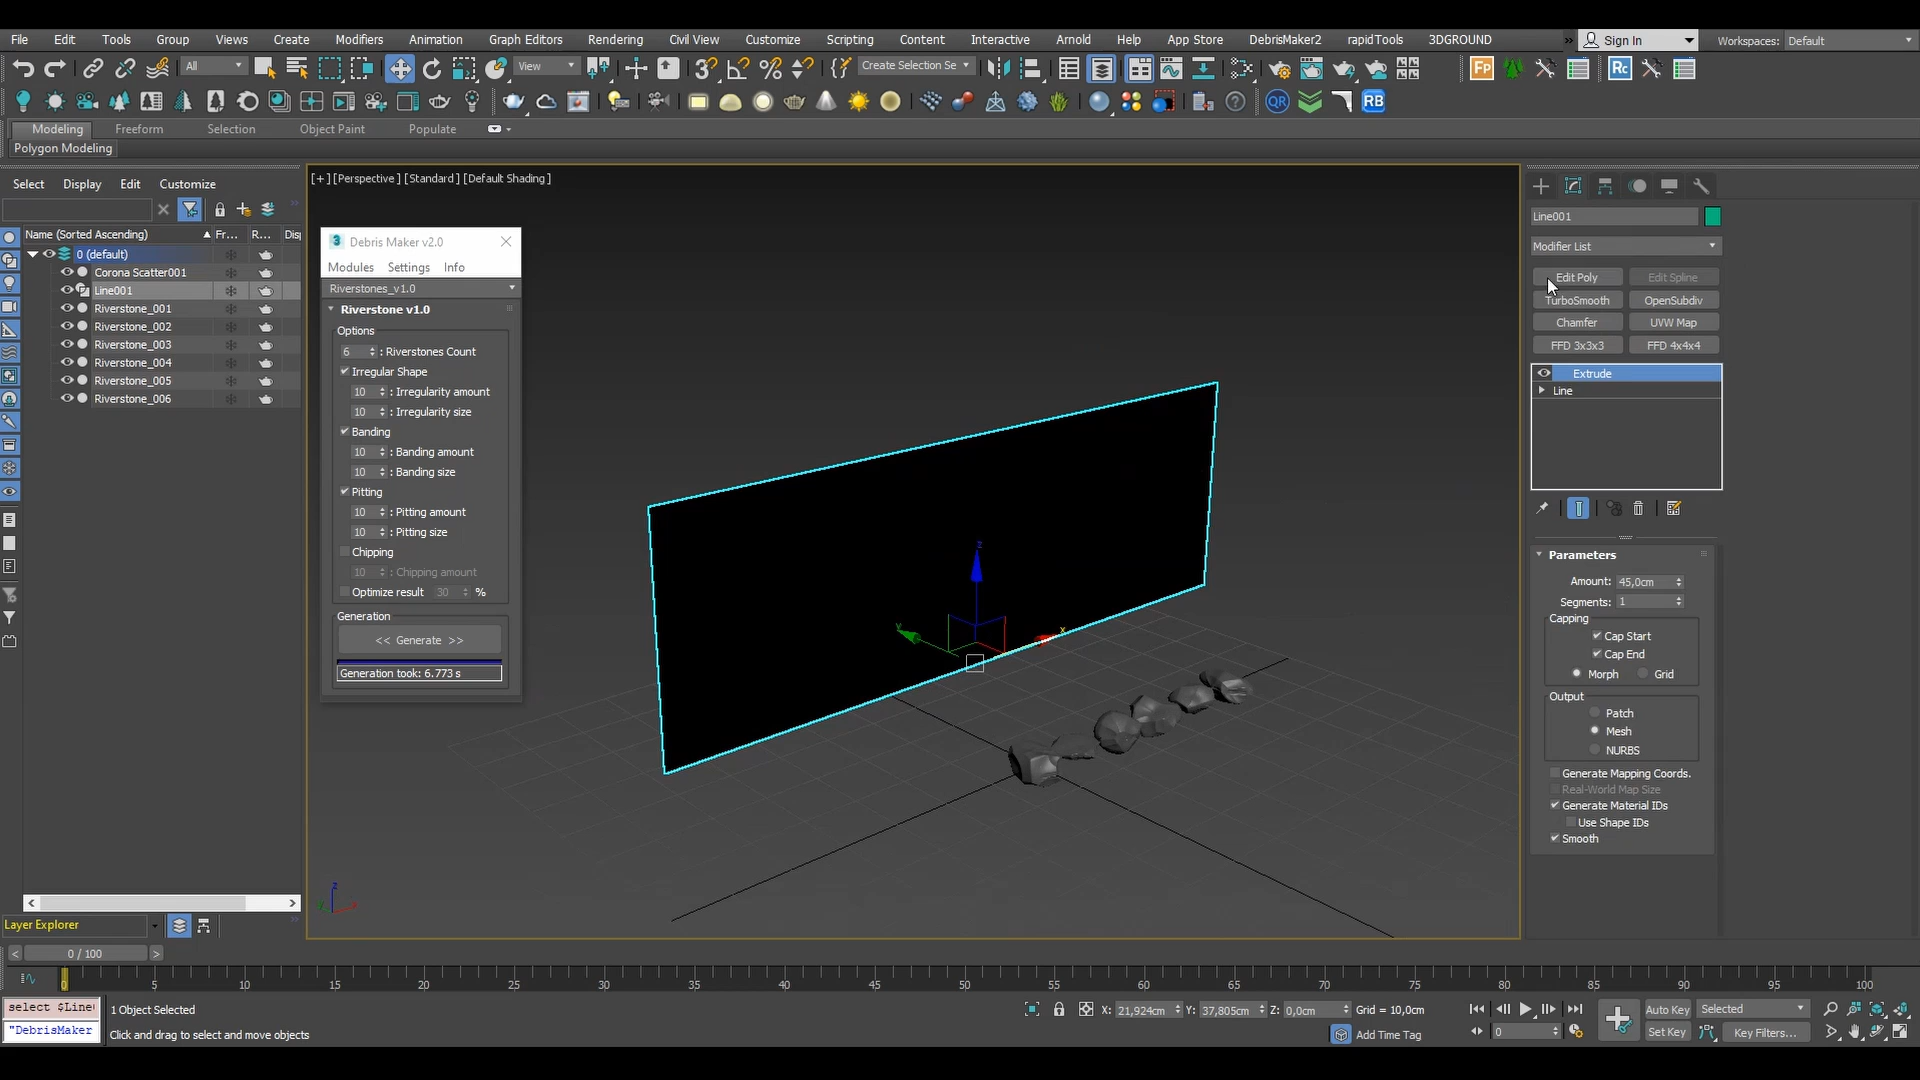 File Edit Tools Group Views Create Modifiers Animation Graph Editors Rendering Civil View Customize Scripting Content Interactive Arnold Help App Store DebrisMaker2 rapidTools 3DGROUND » Sign In Workspaces: Default
All View Create Selection Se Fp Rc
QR RB
Modeling Freeform Selection Object Paint Populate
Polygon Modeling
Select Display Edit Customize
[+] [Perspective ] [Standard ] [Default Shading ]
Name (Sorted Ascending) Fr... R... Disp
0 (default)
Corona Scatter001
Line001
Riverstone_001
Riverstone_002
Riverstone_003
Riverstone_004
Riverstone_005
Riverstone_006
3 Debris Maker v2.0
Modules Settings Info
Riverstones_v1.0
Riverstone v1.0
Options
6 : Riverstones Count
Irregular Shape
10 : Irregularity amount
10 : Irregularity size
Banding
10 : Banding amount
10 : Banding size
Pitting
10 : Pitting amount
10 : Pitting size
Chipping
10 : Chipping amount
Optimize result 30 %
Generation
<< Generate >>
Generation took: 6.773 s
z
y
x
Line001
Modifier List
Edit Poly Edit Spline
TurboSmooth OpenSubdiv
Chamfer UVW Map
FFD 3x3x3 FFD 4x4x4
Extrude
Line
Parameters
Amount: 45,0cm
Segments: 1
Capping
Cap Start
Cap End
Morph Grid
Output
Patch
Mesh
NURBS
Generate Mapping Coords.
Real-World Map Size
Generate Material IDs
Use Shape IDs
Smooth
Layer Explorer
< 0 / 100 >
0 5 10 15 20 25 30 35 40 45 50 55 60 65 70 75 80 85 90 95 100
select $Line
"DebrisMaker
1 Object Selected
Click and drag to select and move objects
X: 21,924cm Y: 37,805cm Z: 0,0cm Grid = 10,0cm
Add Time Tag
0
Auto Key Selected
Set Key Key Filters...